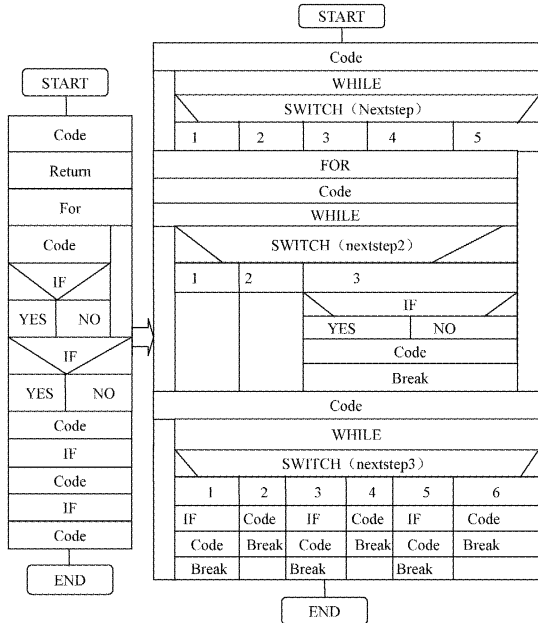 START
Code
Return
For
Code
IF
YES NO
IF
YES NO
Code
IF
Code
IF
Code
END
START
Code
WHILE
SWITCH（Nextstep）
1 2 3 4 5
FOR
Code
WHILE
SWITCH（nextstep2）
1 2 3
IF
YES NO
Code
Break
Code
WHILE
SWITCH（nextstep3）
1 2 3 4 5 6
IF Code IF Code IF Code
Code Break Code Break Code Break
Break Break Break
END